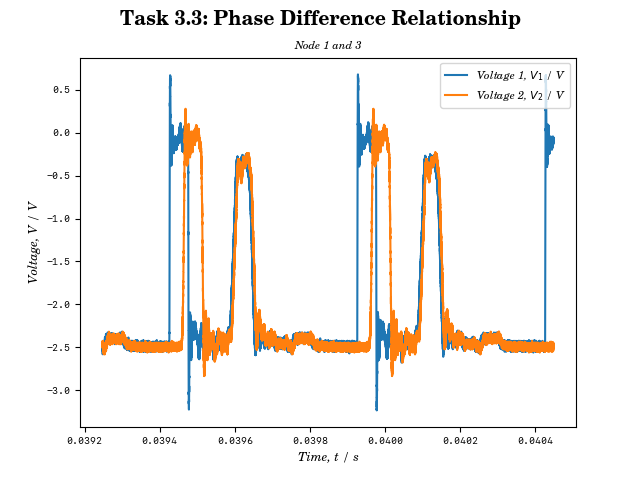 Task 3.3: Phase Difference Relationship
Node 1 and 3
Voltage 1, V₁ / V
Voltage 2, V₂ / V
Voltage, V / V
0.5
0.0
−0.5
−1.0
−1.5
−2.0
−2.5
−3.0
0.0392
0.0394
0.0396
0.0398
0.0400
0.0402
0.0404
Time, t / s